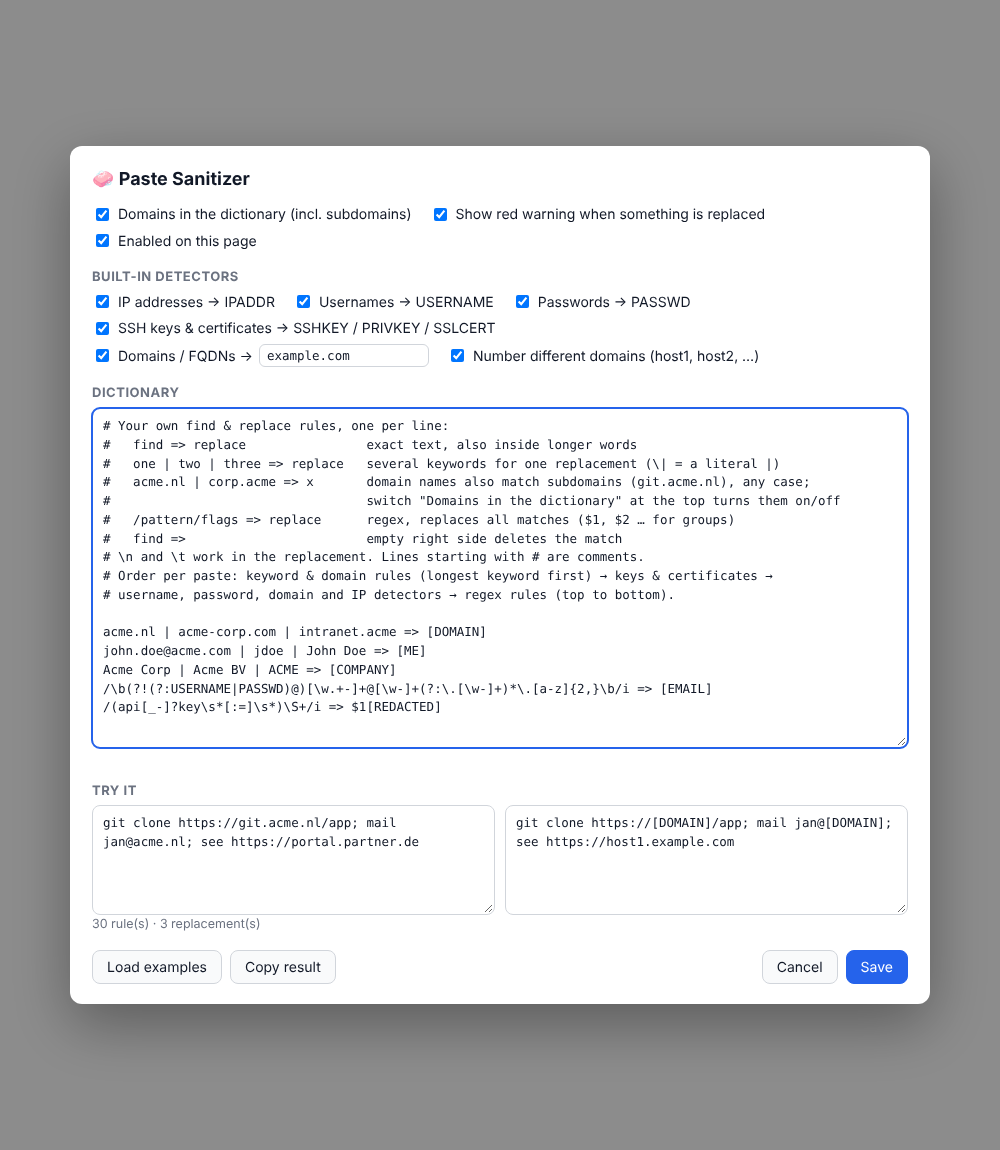 🧼 Paste Sanitizer
Domains in the dictionary (incl. subdomains) Show red warning when something is replaced
Enabled on this page
BUILT-IN DETECTORS
IP addresses → IPADDR Usernames → USERNAME Passwords → PASSWD
SSH keys & certificates → SSHKEY / PRIVKEY / SSLCERT
Domains / FQDNs → example.com Number different domains (host1, host2, ...)
DICTIONARY
# Your own find & replace rules, one per line:
#   find => replace                exact text, also inside longer words
#   one | two | three => replace   several keywords for one replacement (\| = a literal |)
#   acme.nl | corp.acme => x       domain names also match subdomains (git.acme.nl), any case;
#                                  switch "Domains in the dictionary" at the top turns them on/off
#   /pattern/flags => replace      regex, replaces all matches ($1, $2 … for groups)
#   find =>                        empty right side deletes the match
# \n and \t work in the replacement. Lines starting with # are comments.
# Order per paste: keyword & domain rules (longest keyword first) → keys & certificates →
# username, password, domain and IP detectors → regex rules (top to bottom).
acme.nl | acme-corp.com | intranet.acme => [DOMAIN]
john.doe@acme.com | jdoe | John Doe => [ME]
Acme Corp | Acme BV | ACME => [COMPANY]
/\b(?!(?:USERNAME|PASSWD)@)[\w.+-]+@[\w-]+(?:\.[\w-]+)*\.[a-z]{2,}\b/i => [EMAIL]
/(api[_-]?key\s*[:=]\s*)\S+/i => $1[REDACTED]
TRY IT
git clone https://git.acme.nl/app; mail
jan@acme.nl; see https://portal.partner.de
git clone https://[DOMAIN]/app; mail jan@[DOMAIN];
see https://host1.example.com
30 rule(s) · 3 replacement(s)
Load examples Copy result Cancel Save